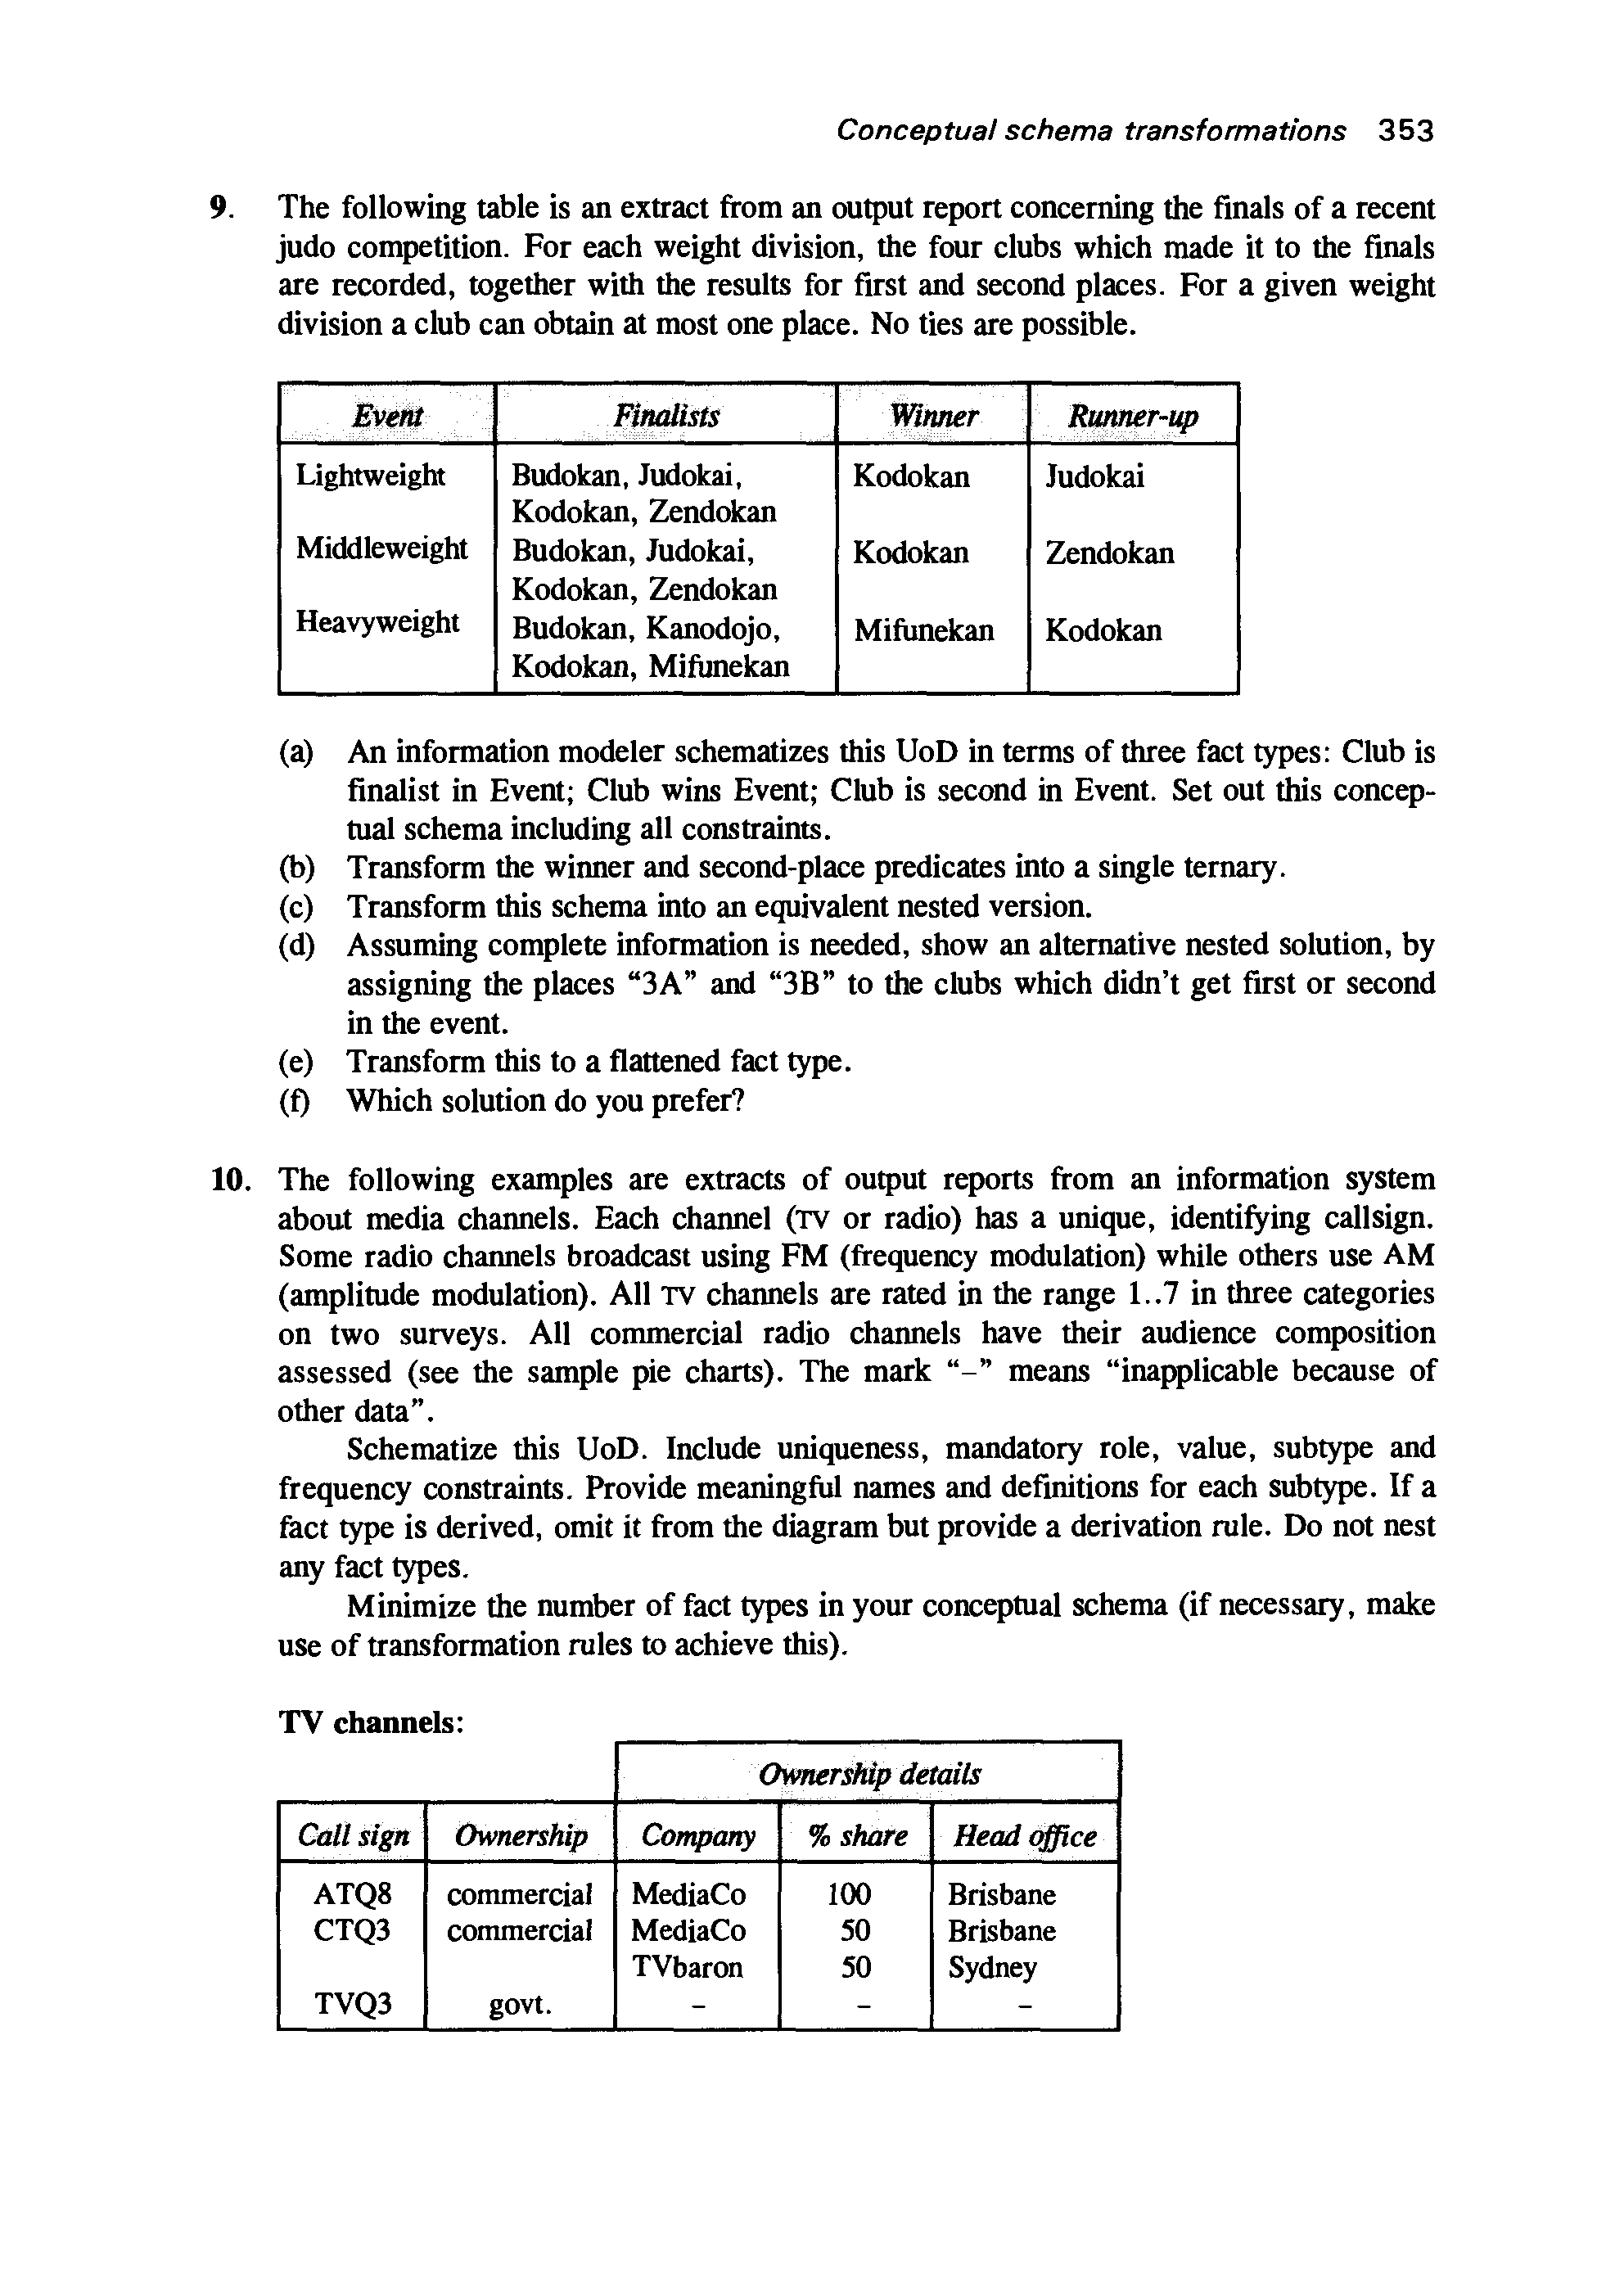 Conceptual schema transformations 353
9. The following table is an extract from an output report concerning the finals of a recent
judo competition. For each weight division, the four clubs which made it to the finals
are recorded, together with the results for first and second places. For a given weight
division a club can obtain at most one place. No ties are possible.
Event Finalists Winner Runner-up
Lightweight Budokan, Judokai, Kodokan Judokai
Kodokan, Zendokan
Middleweight Budokan, Judokai, Kodokan Zendokan
Kodokan, Zendokan
Heavyweight Budokan, Kanodojo, Mifunekan Kodokan
Kodokan, Mifunekan
(a) An information modeler schematizes this UoD in terms of three fact types: Club is
finalist in Event; Club wins Event; Club is second in Event. Set out this concep-
tual schema including all constraints.
(b) Transform the winner and second-place predicates into a single ternary.
(c) Transform this schema into an equivalent nested version.
(d) Assuming complete information is needed, show an alternative nested solution, by
assigning the places “3A” and “3B” to the clubs which didn’t get first or second
in the event.
(e) Transform this to a flattened fact type.
(f) Which solution do you prefer?
10. The following examples are extracts of output reports from an information system
about media channels. Each channel (TV or radio) has a unique, identifying callsign.
Some radio channels broadcast using FM (frequency modulation) while others use AM
(amplitude modulation). All TV channels are rated in the range 1..7 in three categories
on two surveys. All commercial radio channels have their audience composition
assessed (see the sample pie charts). The mark “–” means “inapplicable because of
other data”.
Schematize this UoD. Include uniqueness, mandatory role, value, subtype and
frequency constraints. Provide meaningful names and definitions for each subtype. If a
fact type is derived, omit it from the diagram but provide a derivation rule. Do not nest
any fact types.
Minimize the number of fact types in your conceptual schema (if necessary, make
use of transformation rules to achieve this).
TV channels:
Ownership details
Call sign Ownership Company % share Head office
ATQ8 commercial MediaCo 100 Brisbane
CTQ3 commercial MediaCo 50 Brisbane
TVbaron 50 Sydney
TVQ3 govt. – – –